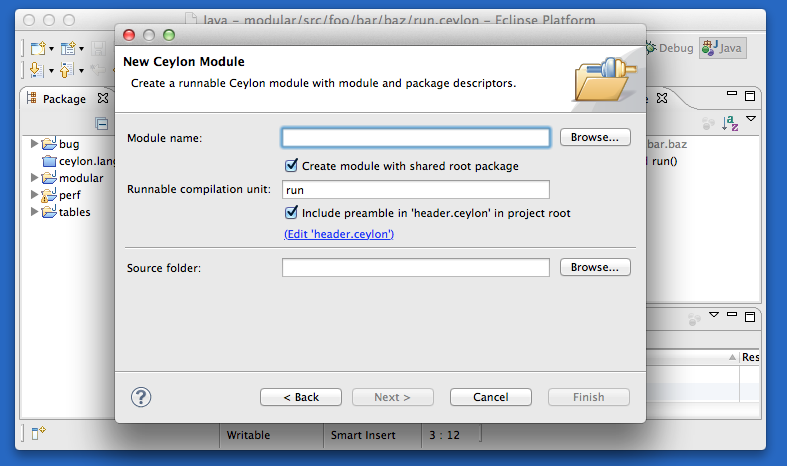 Java – modular/src/foo/bar/baz/run.ceylon – Eclipse Platform
New Ceylon Module
Create a runnable Ceylon module with module and package descriptors.
Debug
Java
Package
bug
ceylon.lang
modular
perf
tables
Module name:
Browse...
Create module with shared root package
Runnable compilation unit:
run
Include preamble in 'header.ceylon' in project root
(Edit 'header.ceylon')
Source folder:
Browse...
bar.baz
run()
Res
?
< Back
Next >
Cancel
Finish
Writable
Smart Insert
3 : 12